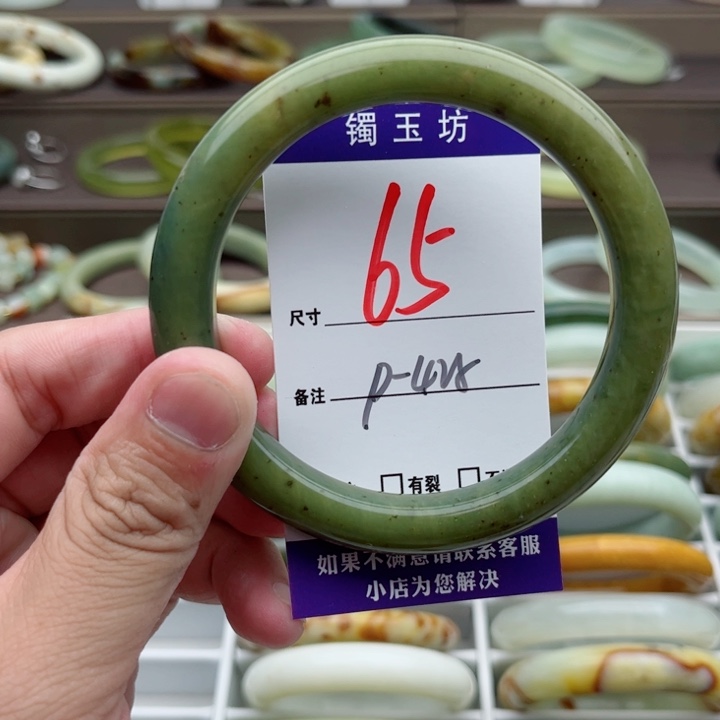 镯玉坊
65
尺寸
备注
□有裂 □
如果不满意请联系客服
小店为您解决